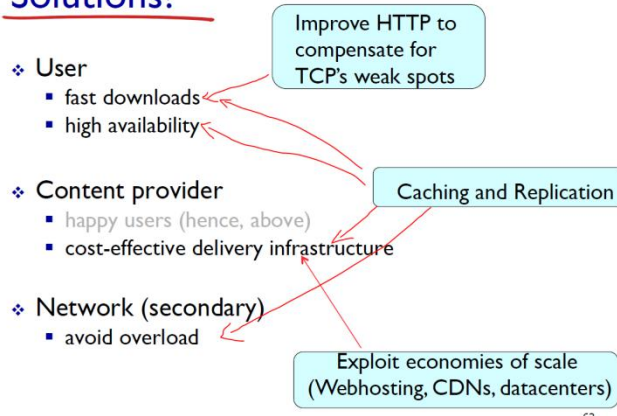 Solutions?
Improve HTTP to
compensate for
TCP's weak spots
❖ User
▪ fast downloads
▪ high availability
❖ Content provider
Caching and Replication
▪ happy users (hence, above)
▪ cost-effective delivery infrastructure
❖ Network (secondary)
▪ avoid overload
Exploit economies of scale
(Webhosting, CDNs, datacenters)